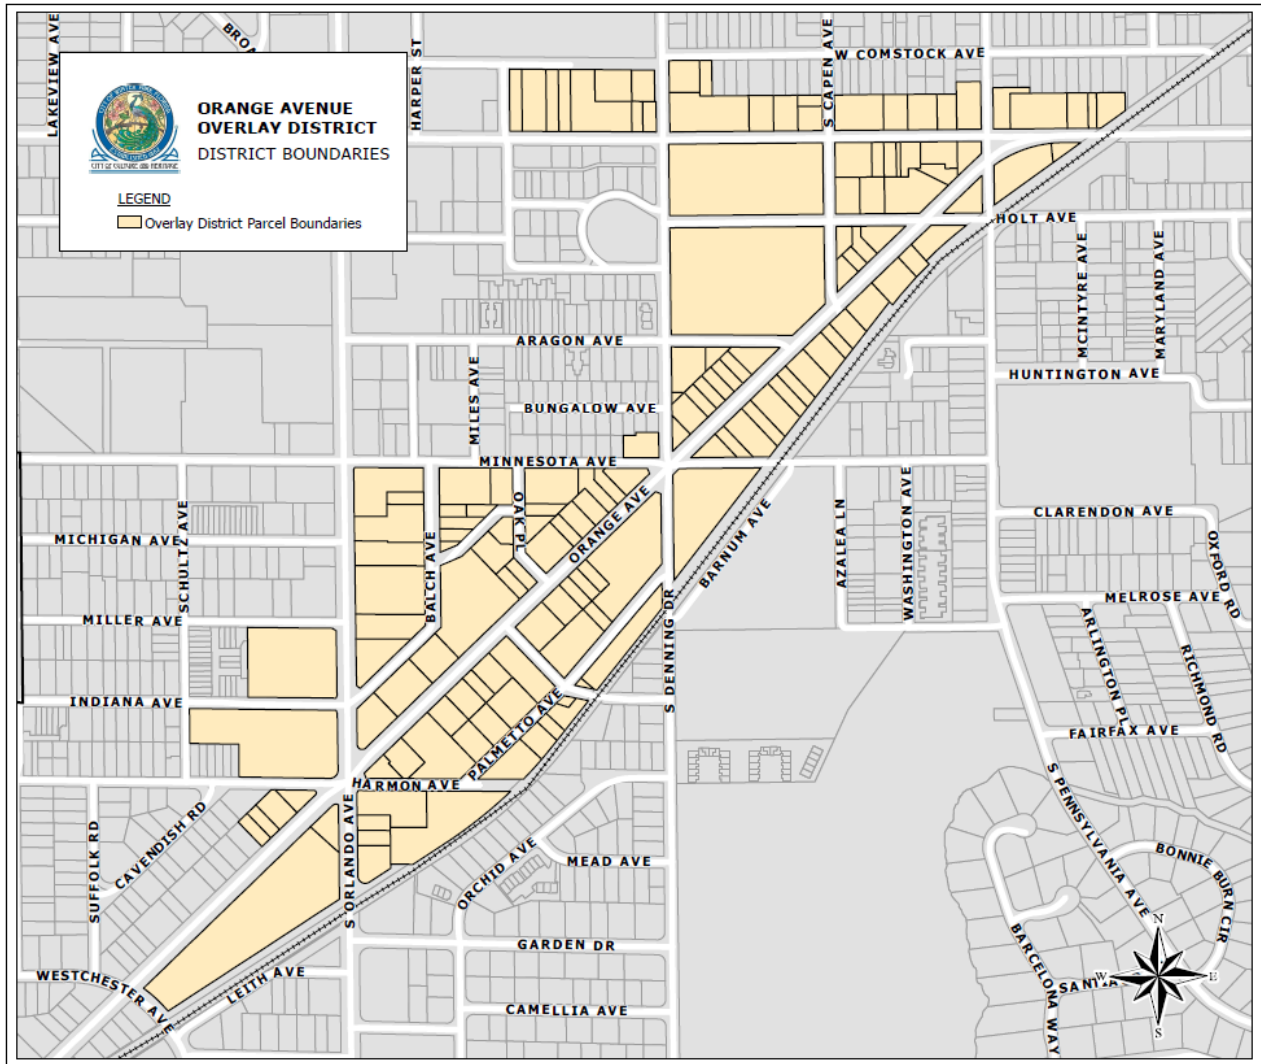 LAKEVIEW AVE
HARPER ST
S CAPEN AVE
W COMSTOCK AVE
ORANGE AVENUE
OVERLAY DISTRICT
DISTRICT BOUNDARIES
CITY OF CULTURE AND HERITAGE
LEGEND
Overlay District Parcel Boundaries
HOLT AVE
MCINTYRE AVE
MARYLAND AVE
ARAGON AVE
MILES AVE
HUNTINGTON AVE
BUNGALOW AVE
MINNESOTA AVE
SCHULTZ AVE
OAK PL
ORANGE AVE
BARNUM AVE
AZALEA LN
WASHINGTON AVE
CLARENDON AVE
OXFORD RD
MICHIGAN AVE
BALCH AVE
MILLER AVE
S DENNING DR
MELROSE AVE
ARLINGTON PL
RICHMOND RD
INDIANA AVE
PALMETTO AVE
FAIRFAX AVE
HARMON AVE
S PENNSYLVANIA AVE
SUFFOLK RD
CAVENDISH RD
S ORLANDO AVE
ORCHID AVE
MEAD AVE
BONNIE BURN CIR
GARDEN DR
BARCELONA WAY
N
W
E
S
WESTCHESTER AVE
LEITH AVE
CAMELLIA AVE